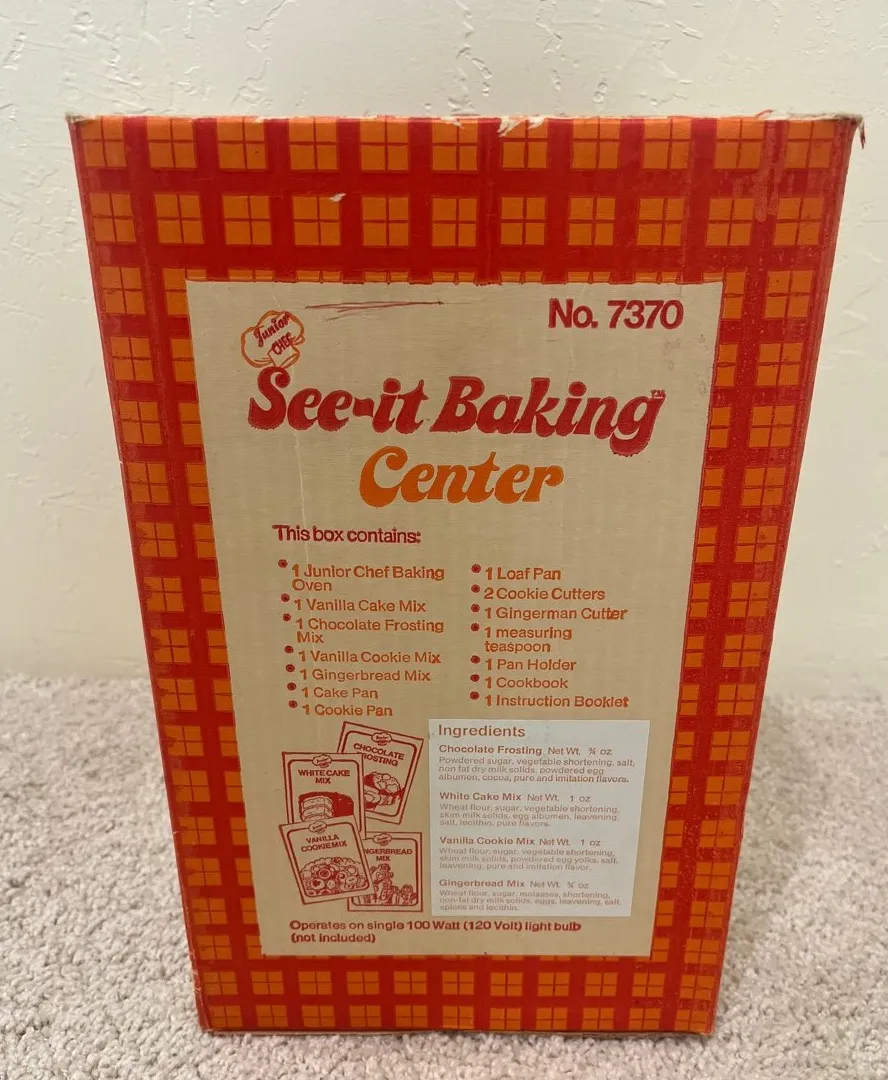 No. 7370
Junior
CHEF
See-it Baking™
Center
This box contains:
• 1 Junior Chef Baking
Oven
• 1 Vanilla Cake Mix
• 1 Chocolate Frosting
Mix
• 1 Vanilla Cookie Mix
• 1 Gingerbread Mix
• 1 Cake Pan
• 1 Cookie Pan
• 1 Loaf Pan
• 2 Cookie Cutters
• 1 Gingerman Cutter
• 1 measuring
teaspoon
• 1 Pan Holder
• 1 Cookbook
• 1 Instruction Booklet
CHOCOLATE
FROSTING
WHITE CAKE
MIX
VANILLA
COOKIE MIX
NGERBREAD
MIX
Ingredients
Chocolate Frosting Net Wt. ¾ oz
Powdered sugar, vegetable shortening, salt,
non fat dry milk solids, powdered egg
albumen, cocoa, pure and imitation flavors.
White Cake Mix Net Wt. 1 oz
Wheat flour, sugar, vegetable shortening,
skim milk solids, egg albumen, leavening
salt, lecithin, pure flavors.
Vanilla Cookie Mix Net Wt. 1 oz
Wheat flour, sugar, vegetable shortening,
skim milk solids, powdered egg yolks, salt,
leavening, pure and imitation flavor.
Gingerbread Mix Net Wt. ¾ oz
Wheat flour, sugar, molasses, shortening,
non-fat dry milk solids, eggs, leavening, salt,
spices and lecithin.
Operates on single 100 Watt (120 Volt) light bulb
(not included)